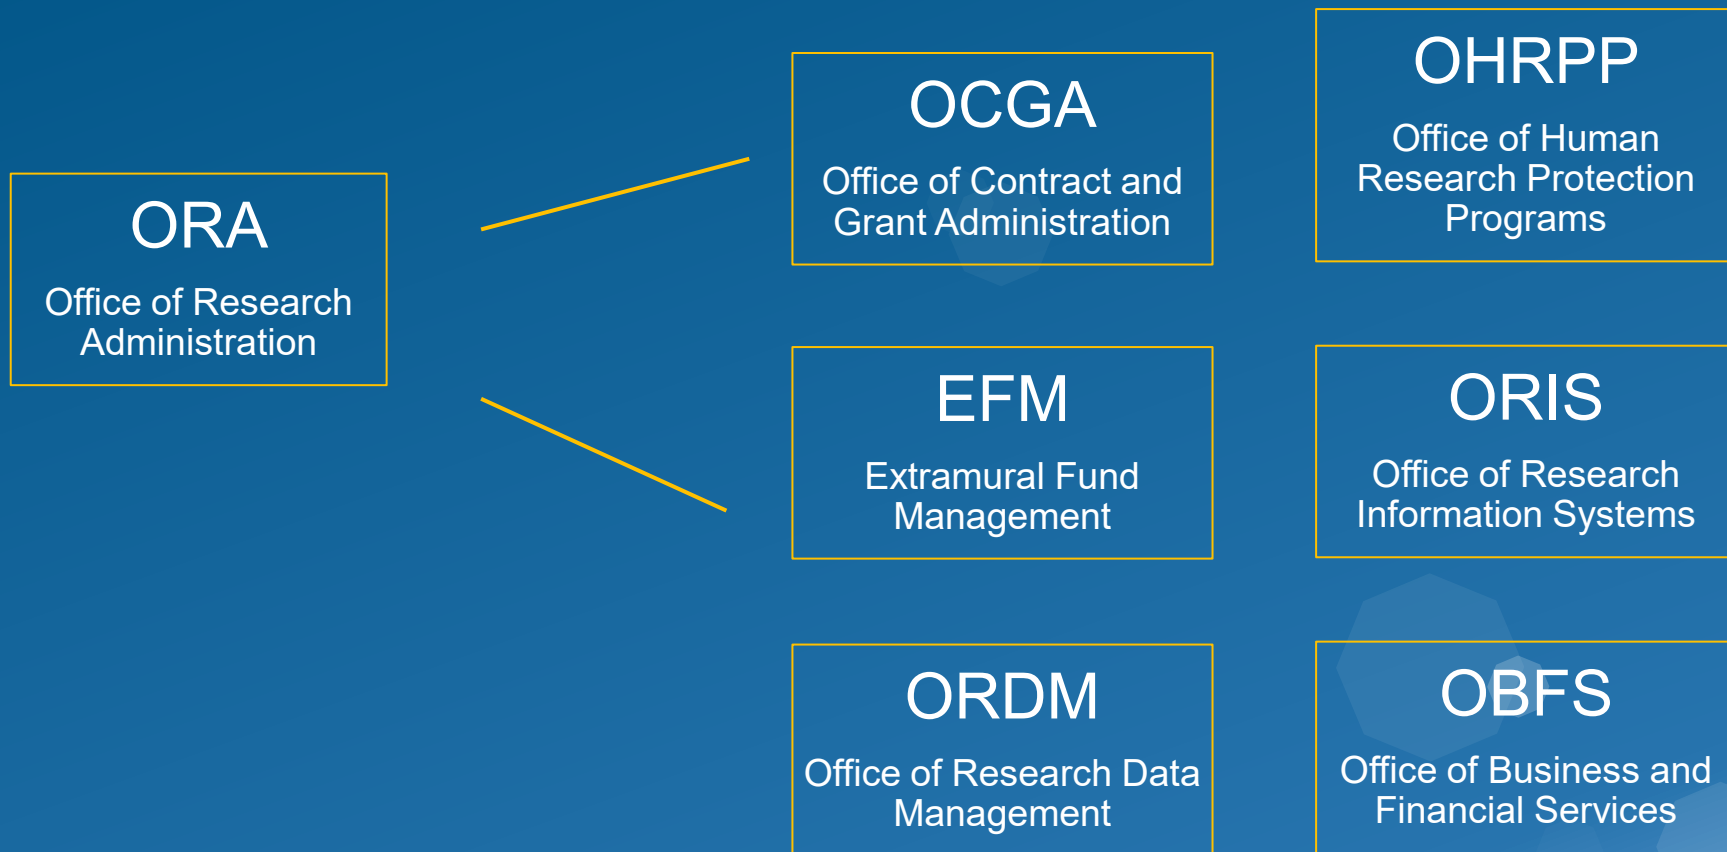 ORA
Office of Research
Administration
OCGA
Office of Contract and
Grant Administration
OHRPP
Office of Human
Research Protection
Programs
EFM
Extramural Fund
Management
ORIS
Office of Research
Information Systems
ORDM
Office of Research Data
Management
OBFS
Office of Business and
Financial Services